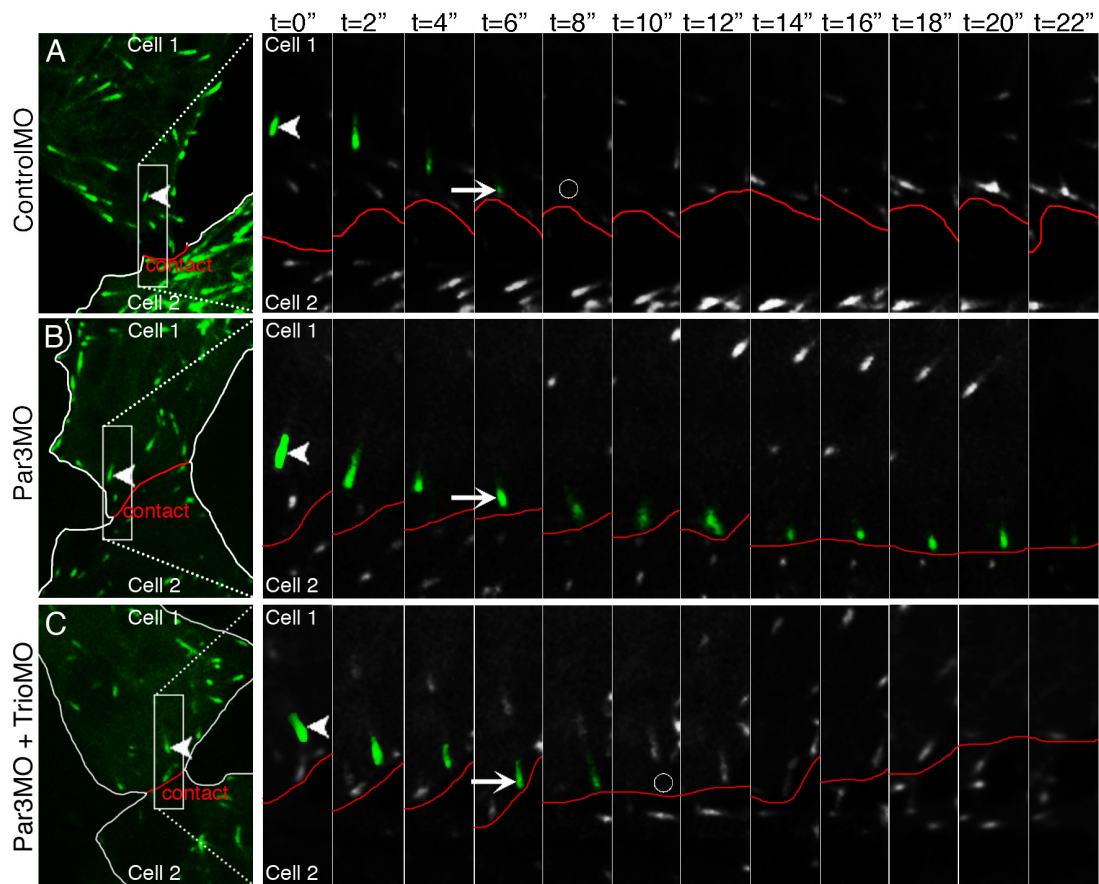 t=0” t=2” t=4” t=6” t=8” t=10” t=12” t=14” t=16” t=18” t=20” t=22”
ControlMO
A
Cell 1
contact
Cell 2
Cell 1
Cell 2
Par3MO
B
Cell 1
contact
Cell 2
Cell 1
Cell 2
Par3MO + TrioMO
C
Cell 1
contact
Cell 2
Cell 1
Cell 2